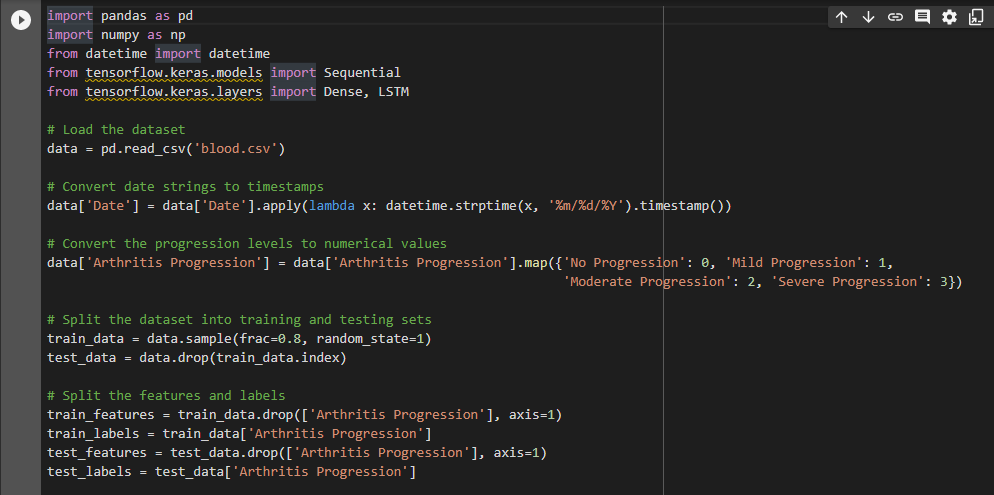 import pandas as pd
import numpy as np
from datetime import datetime
from tensorflow.keras.models import Sequential
from tensorflow.keras.layers import Dense, LSTM
# Load the dataset
data = pd.read_csv('blood.csv')
# Convert date strings to timestamps
data['Date'] = data['Date'].apply(lambda x: datetime.strptime(x, '%m/%d/%Y').timestamp())
# Convert the progression levels to numerical values
data['Arthritis Progression'] = data['Arthritis Progression'].map({'No Progression': 0, 'Mild Progression': 1,
'Moderate Progression': 2, 'Severe Progression': 3})
# Split the dataset into training and testing sets
train_data = data.sample(frac=0.8, random_state=1)
test_data = data.drop(train_data.index)
# Split the features and labels
train_features = train_data.drop(['Arthritis Progression'], axis=1)
train_labels = train_data['Arthritis Progression']
test_features = test_data.drop(['Arthritis Progression'], axis=1)
test_labels = test_data['Arthritis Progression']